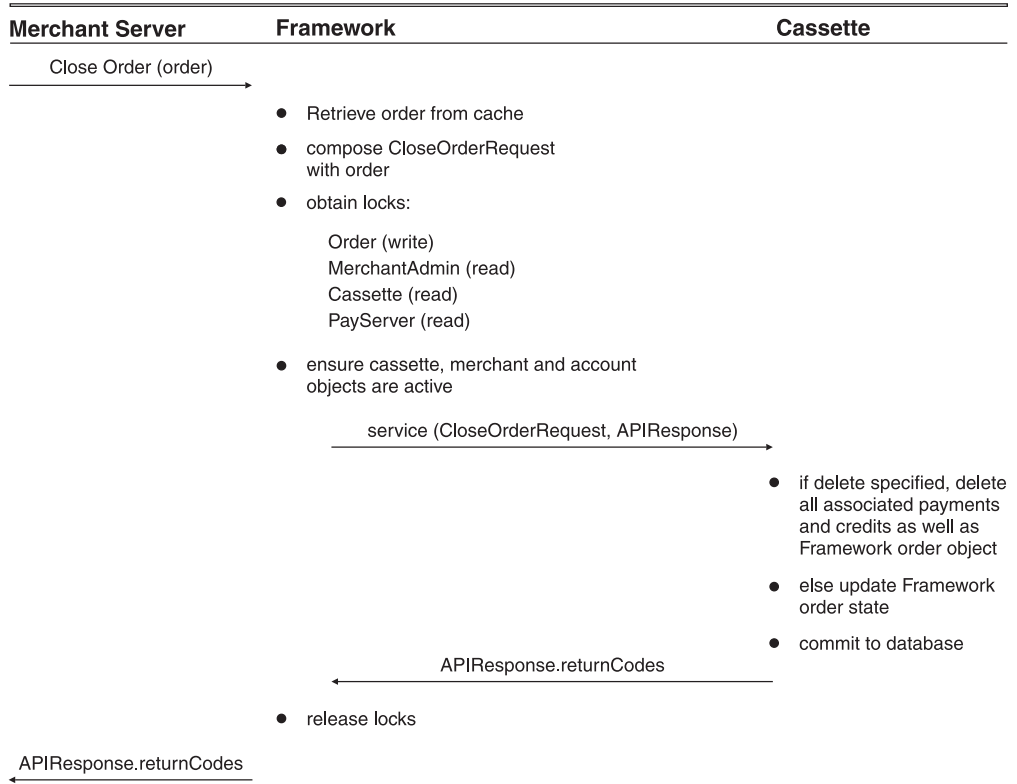 Merchant Server Framework Cassette
Close Order (order)
● Retrieve order from cache
● compose CloseOrderRequest
with order
● obtain locks:
Order (write)
MerchantAdmin (read)
Cassette (read)
PayServer (read)
● ensure cassette, merchant and account
objects are active
service (CloseOrderRequest, APIResponse)
● if delete specified, delete
all associated payments
and credits as well as
Framework order object
● else update Framework
order state
● commit to database
APIResponse.returnCodes
● release locks
APIResponse.returnCodes